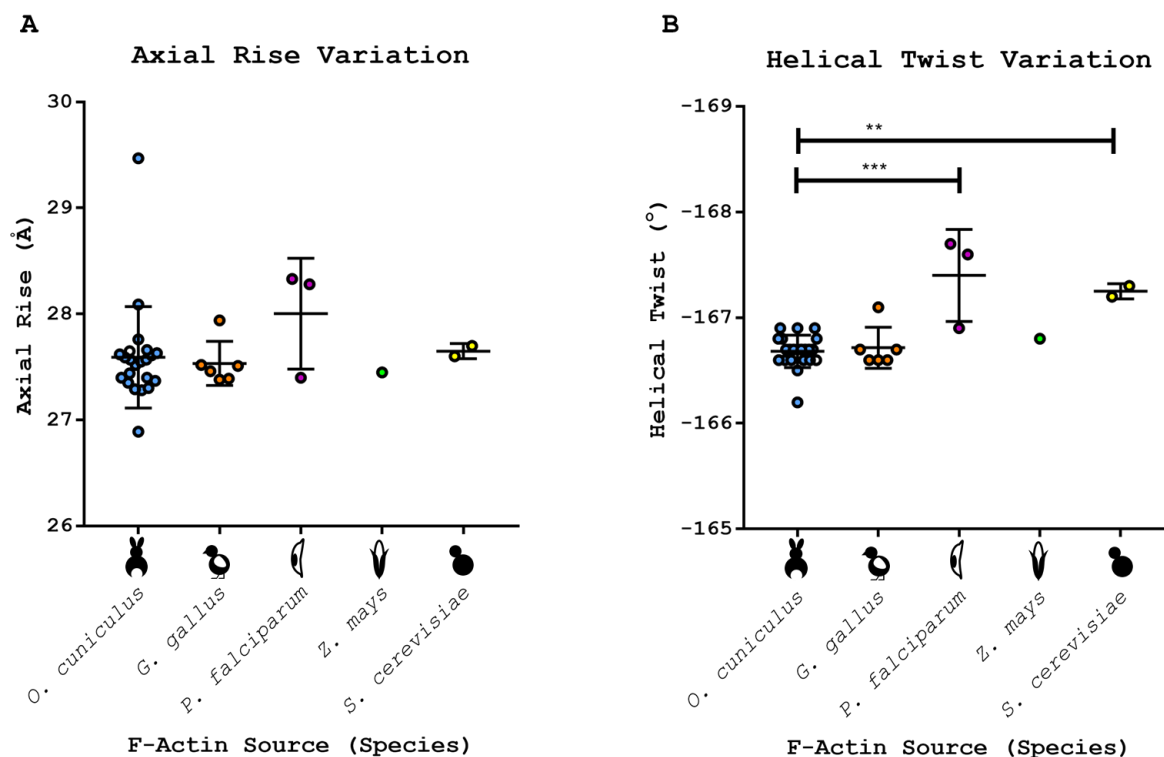 A
Axial Rise Variation
30
29
28
27
26
Axial Rise (Å)
O. cuniculus
G. gallus
P. falciparum
Z. mays
S. cerevisiae
F-Actin Source (Species)
B
Helical Twist Variation
-169
-168
-167
-166
-165
Helical Twist (°)
**
***
O. cuniculus
G. gallus
P. falciparum
Z. mays
S. cerevisiae
F-Actin Source (Species)